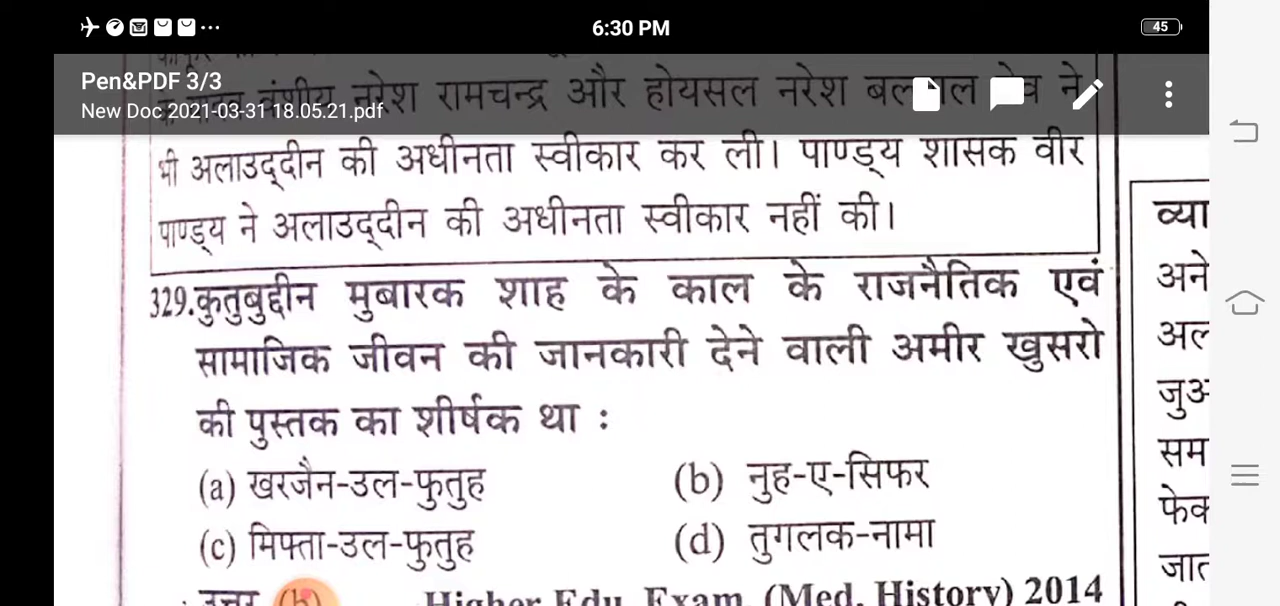 6:30 PM
45
Pen&PDF 3/3
New Doc 2021-03-31 18.05.21.pdf
वंशीय नरेश रामचन्द्र और होयसल नरेश ने
भी अलाउद्दीन की अधीनता स्वीकार कर ली। पाण्ड्य शासक वीर
पाण्ड्य ने अलाउद्दीन की अधीनता स्वीकार नहीं की।
329.कुतुबुद्दीन मुबारक शाह के काल के राजनैतिक एवं
सामाजिक जीवन की जानकारी देने वाली अमीर खुसरो
की पुस्तक का शीर्षक था :
(a) खरजैन-उल-फुतुह
(b) नुह-ए-सिफर
(c) मिफ्ता-उल-फुतुह
(d) तुगलक-नामा
उत्तर (b) Higher Edu. Exam. (Med. History) 2014
व्या
अने
अल
जुअ
सम
फेक
जात